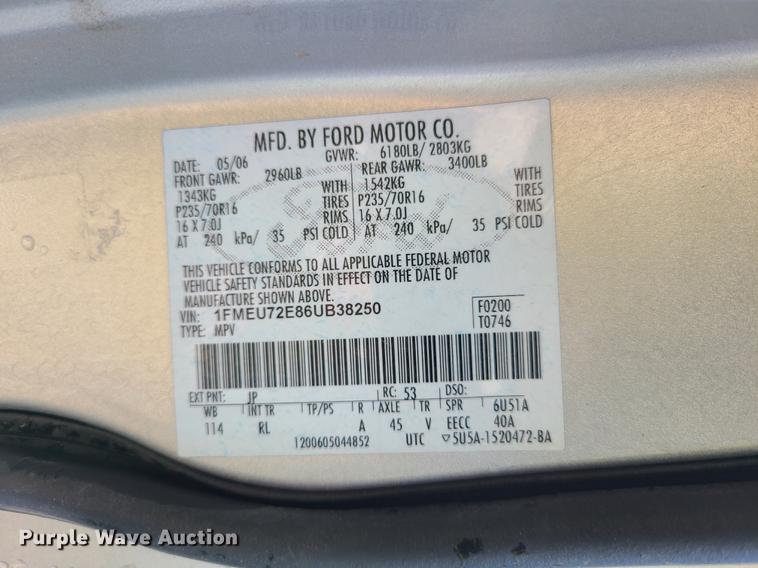 MFD. BY FORD MOTOR CO.
DATE: 05/06 GVWR: 6180LB/ 2803KG
FRONT GAWR: 2960LB REAR GAWR: 3400LB
1343KG WITH 1542KG WITH
P235/70R16 TIRES P235/70R16 TIRES
16 X 7.0J RIMS 16 X 7.0J RIMS
AT 240 kPa/ 35 PSI COLD AT 240 kPa/ 35 PSI COLD
Ford
THIS VEHICLE CONFORMS TO ALL APPLICABLE FEDERAL MOTOR
VEHICLE SAFETY STANDARDS IN EFFECT ON THE DATE OF
MANUFACTURE SHOWN ABOVE.
VIN: 1FMEU72E86UB38250 F0200
TYPE: MPV T0746
EXT PNT: JP RC: 53 DSO:
WB INT TR TP/PS R AXLE TR SPR 6U51A
114 RL A 45 V EECC 40A
1200605044852 UTC ▽5U5A-1520472-BA
Purple Wave Auction